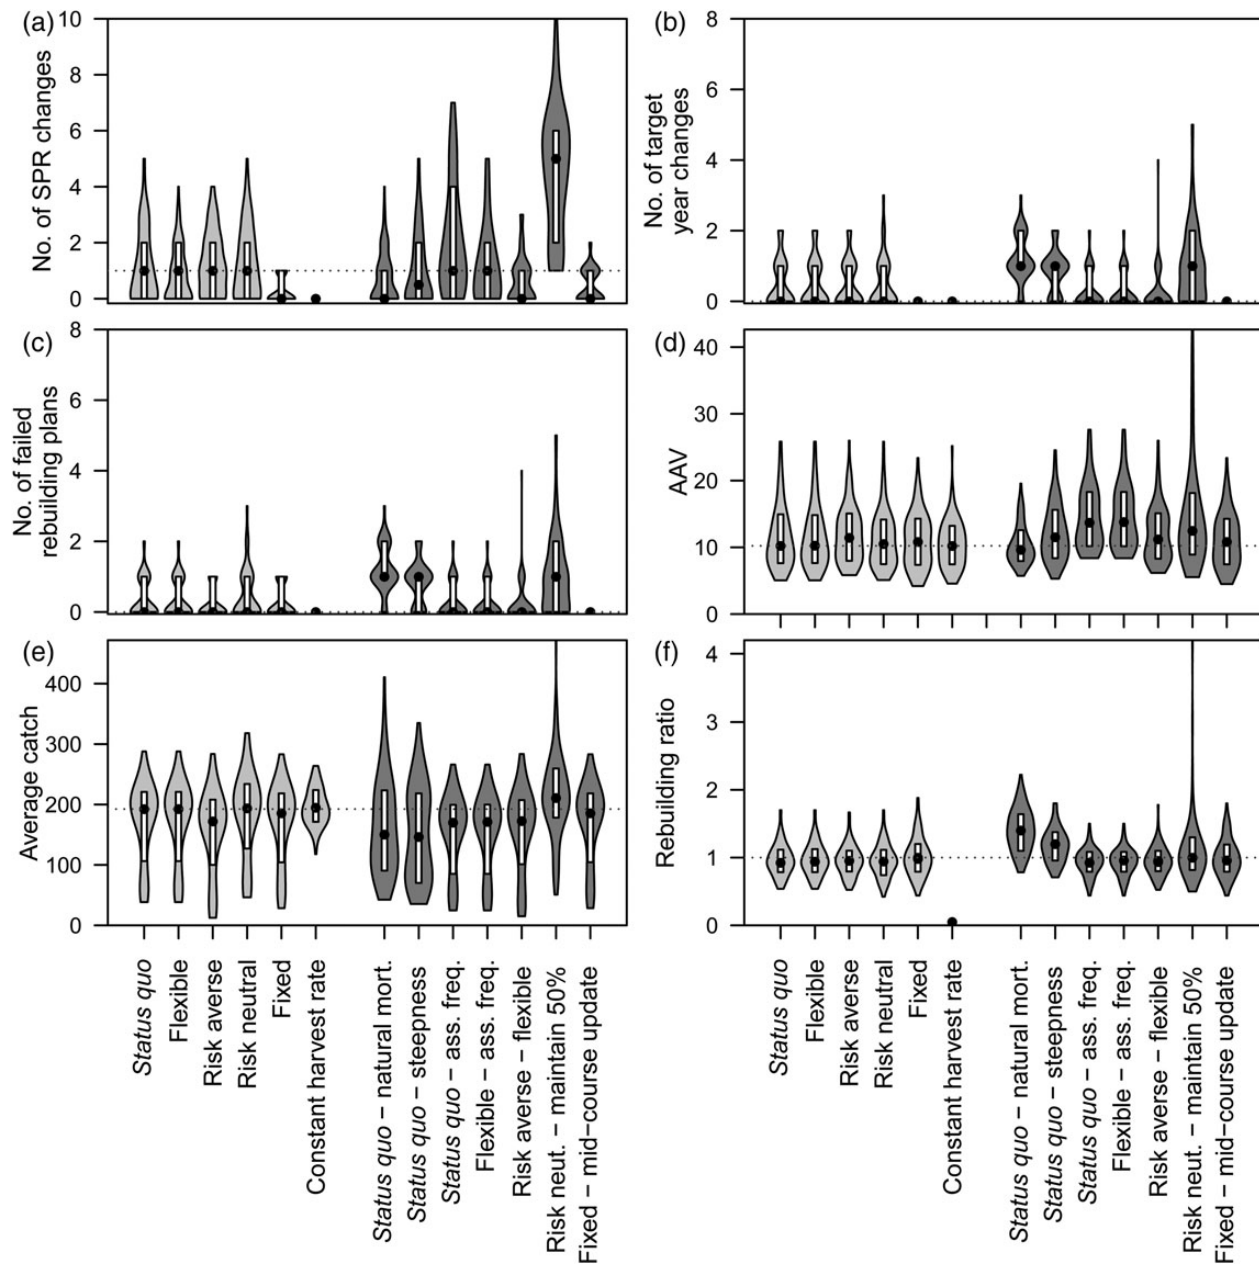 (a)
No. of SPR changes
10
8
6
4
2
0
(b)
No. of target
year changes
8
6
4
2
0
(c)
No. of failed
rebuilding plans
8
6
4
2
0
(d)
AAV
40
30
20
10
0
(e)
Average catch
400
300
200
100
0
(f)
Rebuilding ratio
4
3
2
1
0
Status quo
Flexible
Risk averse
Risk neutral
Fixed
Constant harvest rate
Status quo − natural mort.
Status quo − steepness
Status quo − ass. freq.
Flexible − ass. freq.
Risk averse − flexible
Risk neut. − maintain 50%
Fixed − mid−course update
Status quo
Flexible
Risk averse
Risk neutral
Fixed
Constant harvest rate
Status quo − natural mort.
Status quo − steepness
Status quo − ass. freq.
Flexible − ass. freq.
Risk averse − flexible
Risk neut. − maintain 50%
Fixed − mid−course update